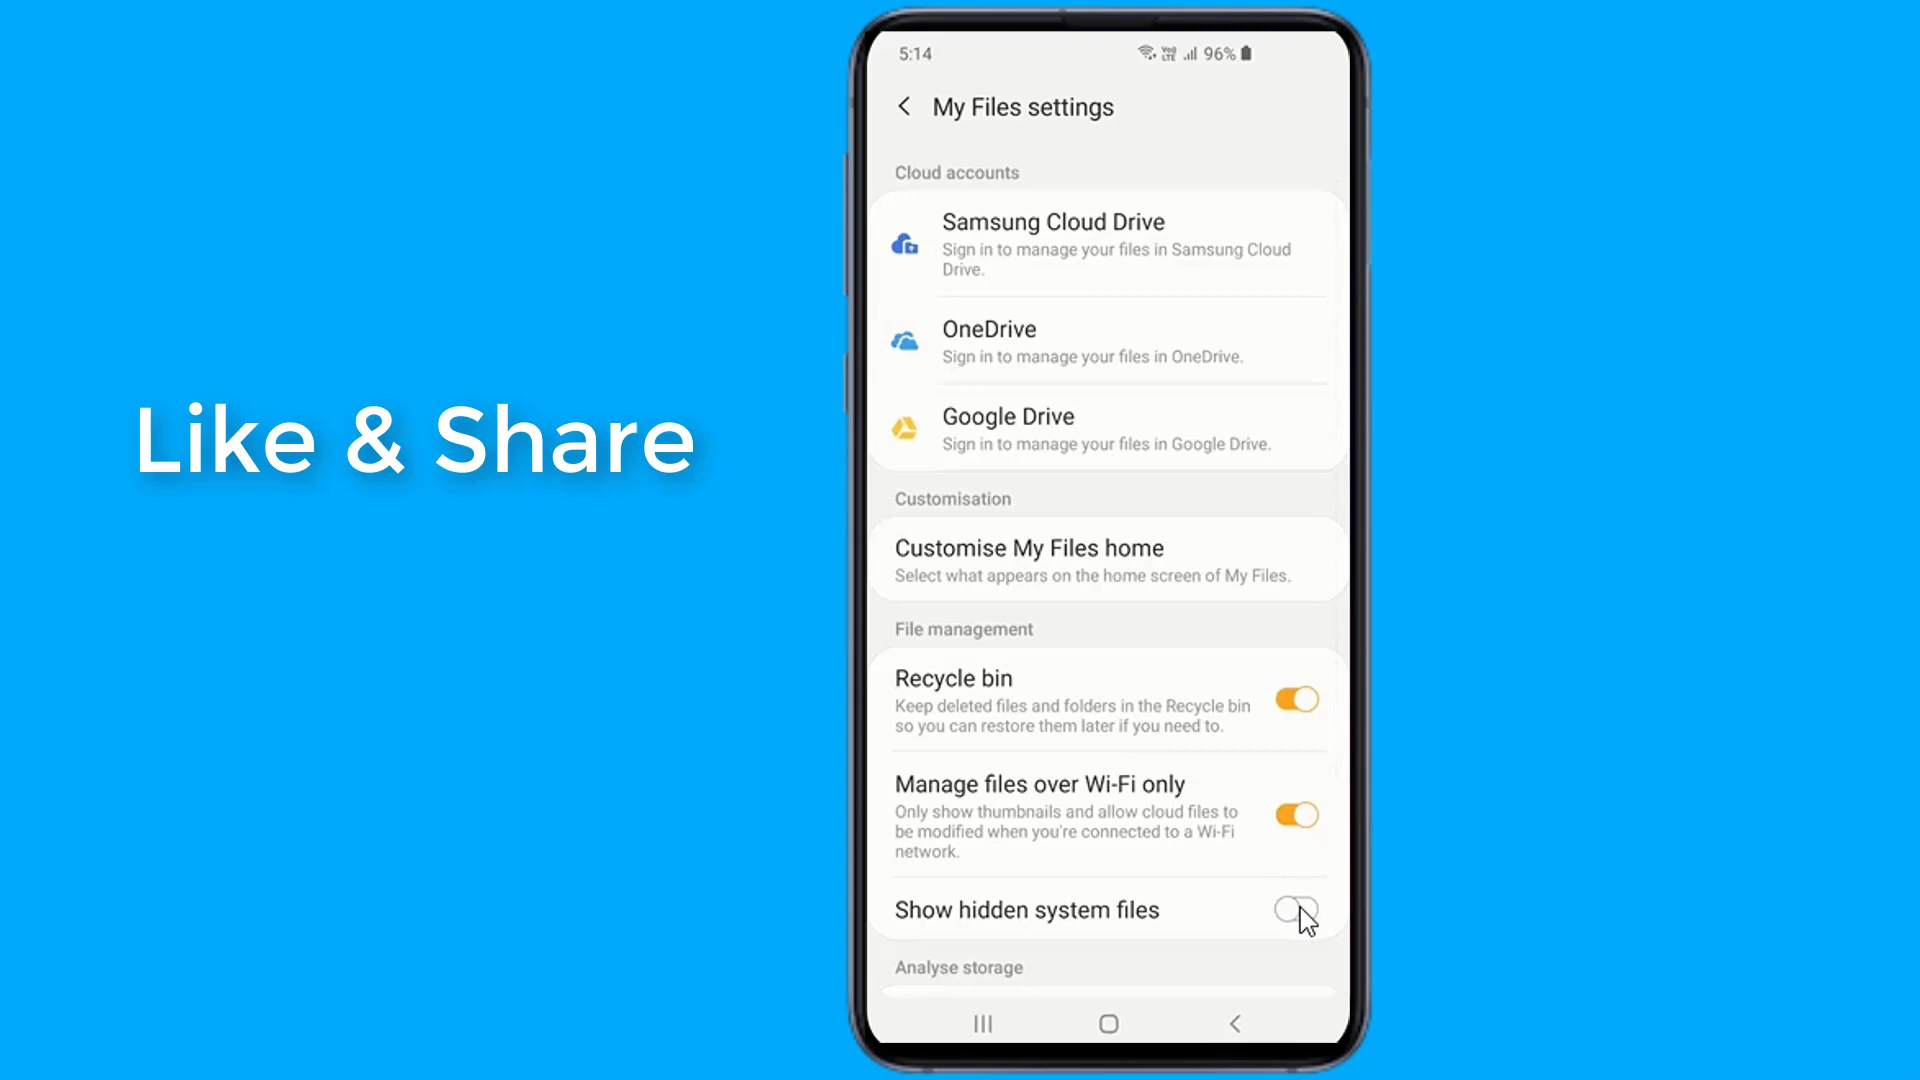 Like & Share
5:14
96%
My Files settings
Cloud accounts
Samsung Cloud Drive
Sign in to manage your files in Samsung Cloud
Drive.
OneDrive
Sign in to manage your files in OneDrive.
Google Drive
Sign in to manage your files in Google Drive.
Customisation
Customise My Files home
Select what appears on the home screen of My Files.
File management
Recycle bin
Keep deleted files and folders in the Recycle bin
so you can restore them later if you need to.
Manage files over Wi-Fi only
Only show thumbnails and allow cloud files to
be modified when you're connected to a Wi-Fi
network.
Show hidden system files
Analyse storage